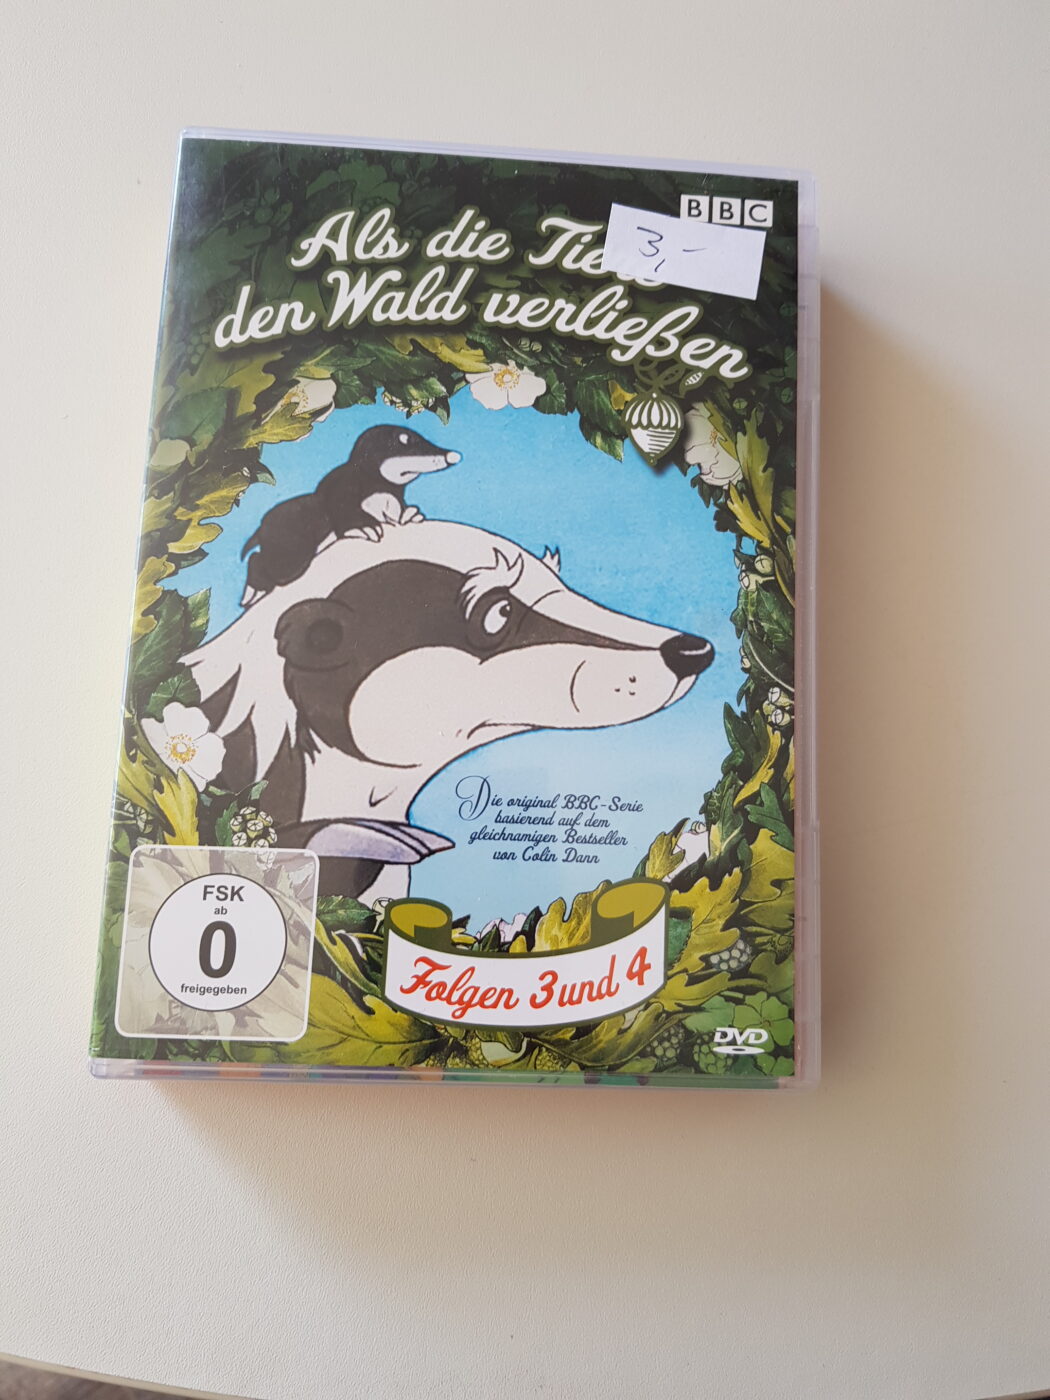 BBC
3,-
Als die Tiere
den Wald verließen
Die original BBC-Serie
basierend auf dem
gleichnamigen Bestseller
von Colin Dann
FSK
ab
0
freigegeben
Folgen 3 und 4
DVD